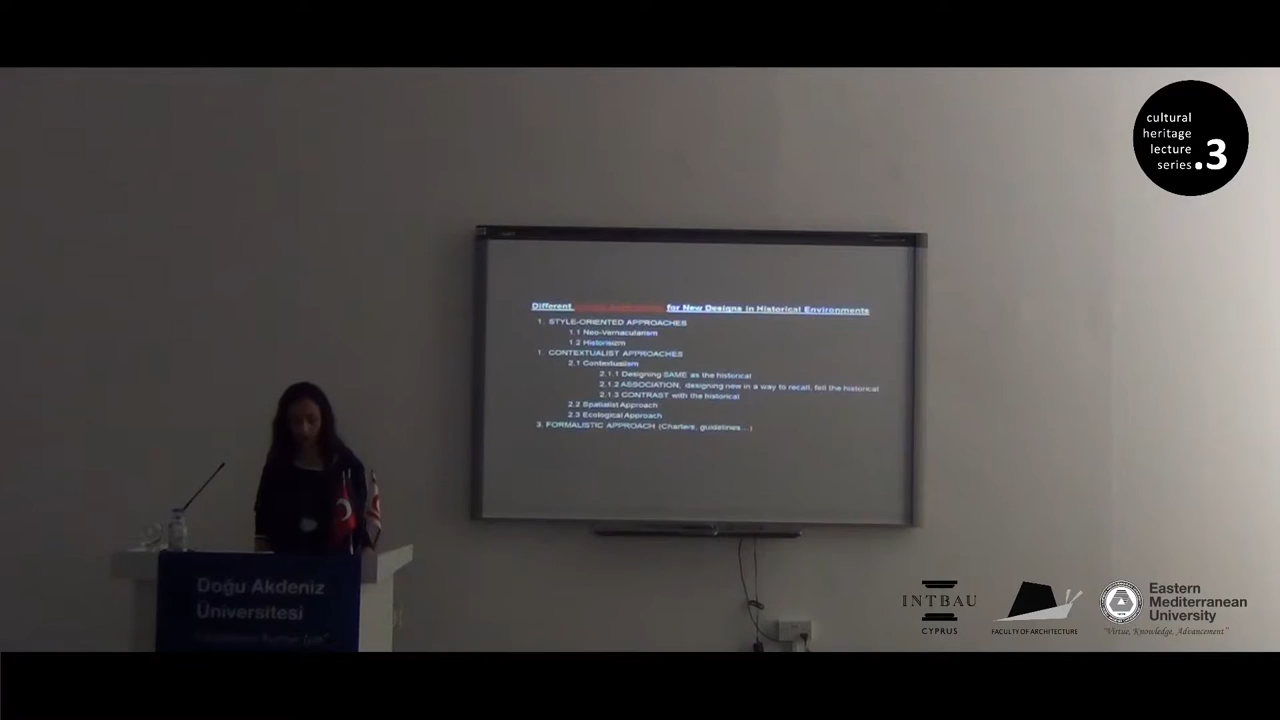 cultural
heritage
lecture
series .3
Different for New Designs in Historical Environments
1. STYLE-ORIENTED APPROACHES
1.1 Neo-Vernacularism
1.2 Historisizm
1. CONTEXTUALIST APPROACHES
2.1 Contextualism
2.1.1 Designing SAME as the historical
2.1.2 ASSOCIATION, designing new in a way to recall, fell the historical
2.1.3 CONTRAST with the historical
2.2 Spatialist Approach
2.3 Ecological Approach
3. FORMALISTIC APPROACH (Charters, guidelines...)
Doğu Akdeniz
Üniversitesi
INTBAU
CYPRUS
FACULTY OF ARCHITECTURE
Eastern
Mediterranean
University
"Virtue, Knowledge, Advancement"